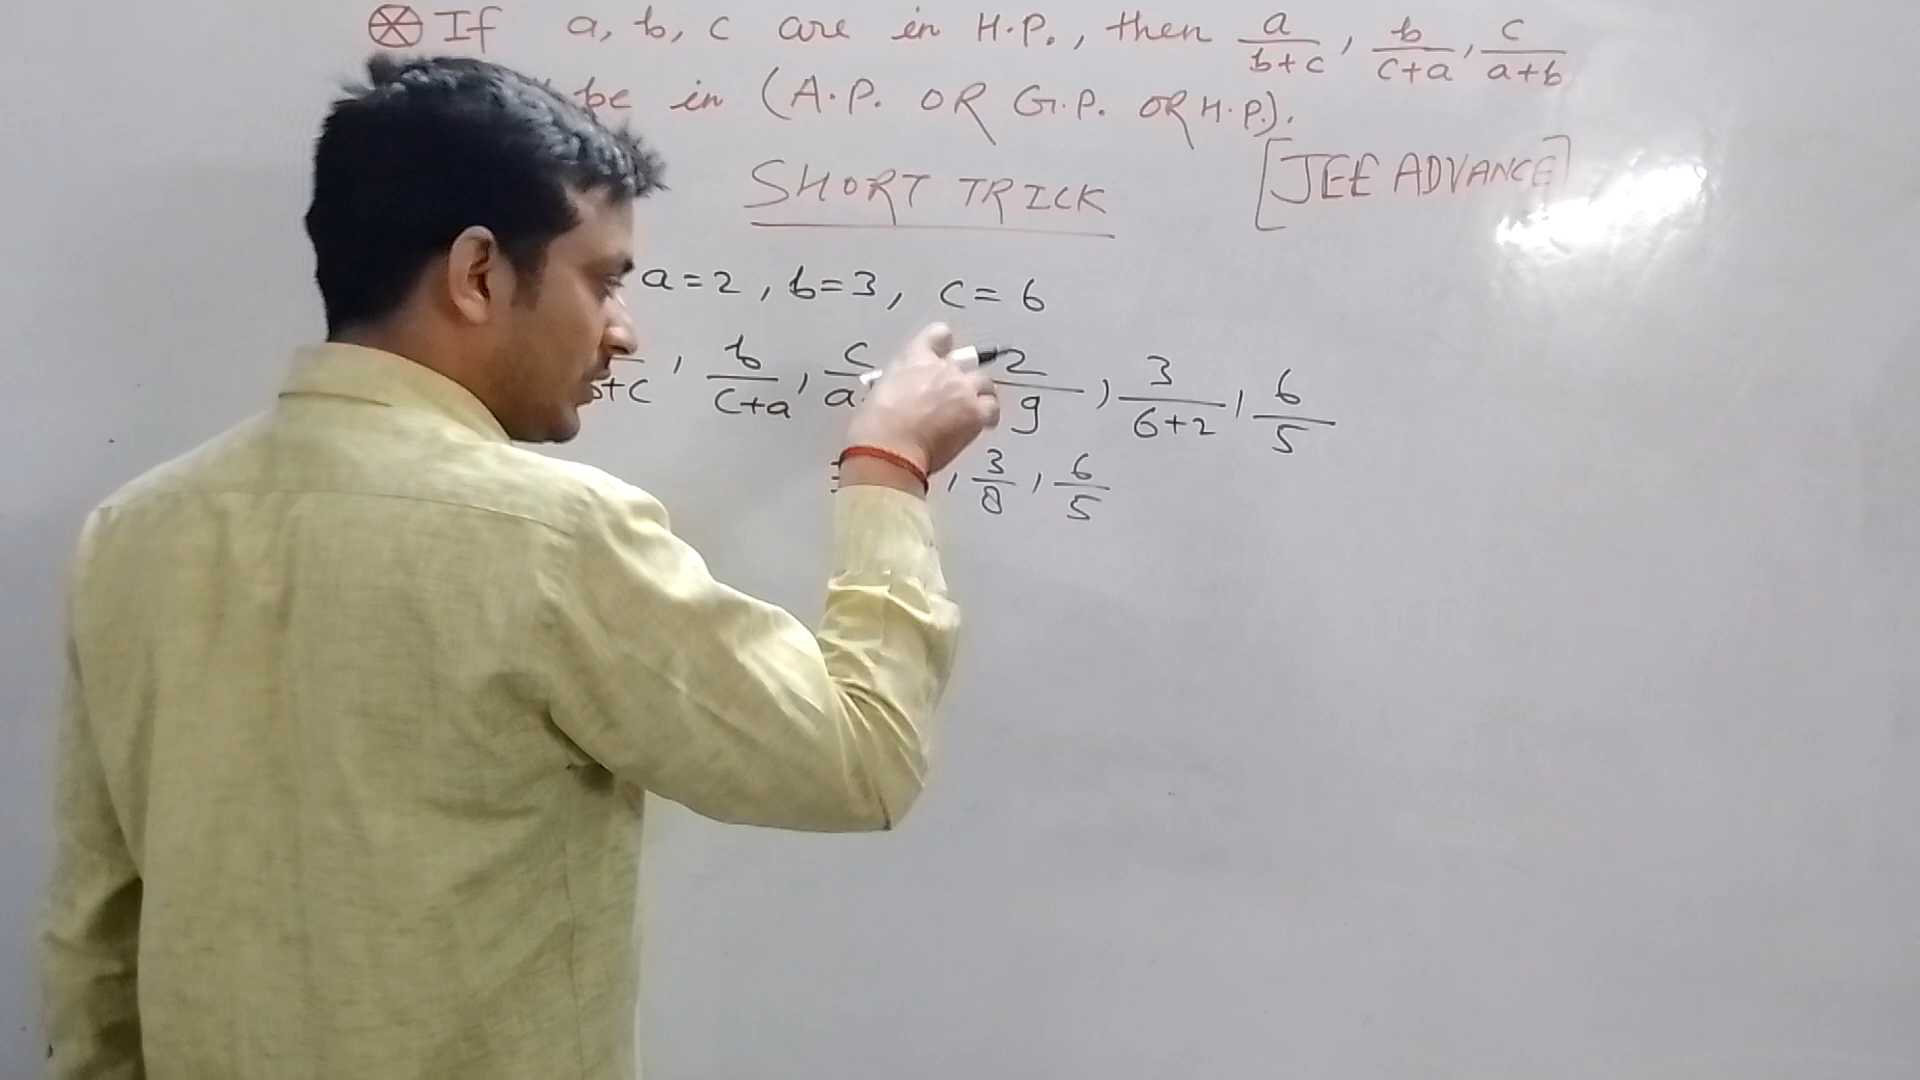 ⊛ If a, b, c are in H.P., then a/(b+c), b/(c+a), c/(a+b)
be in (A.P. OR G.P. OR H.P.).
SHORT TRICK [JEE ADVANCE]
a=2, b=3, c=6
+c, b/(c+a), c/a 2/9, 3/(6+2), 6/5
, 3/8, 6/5